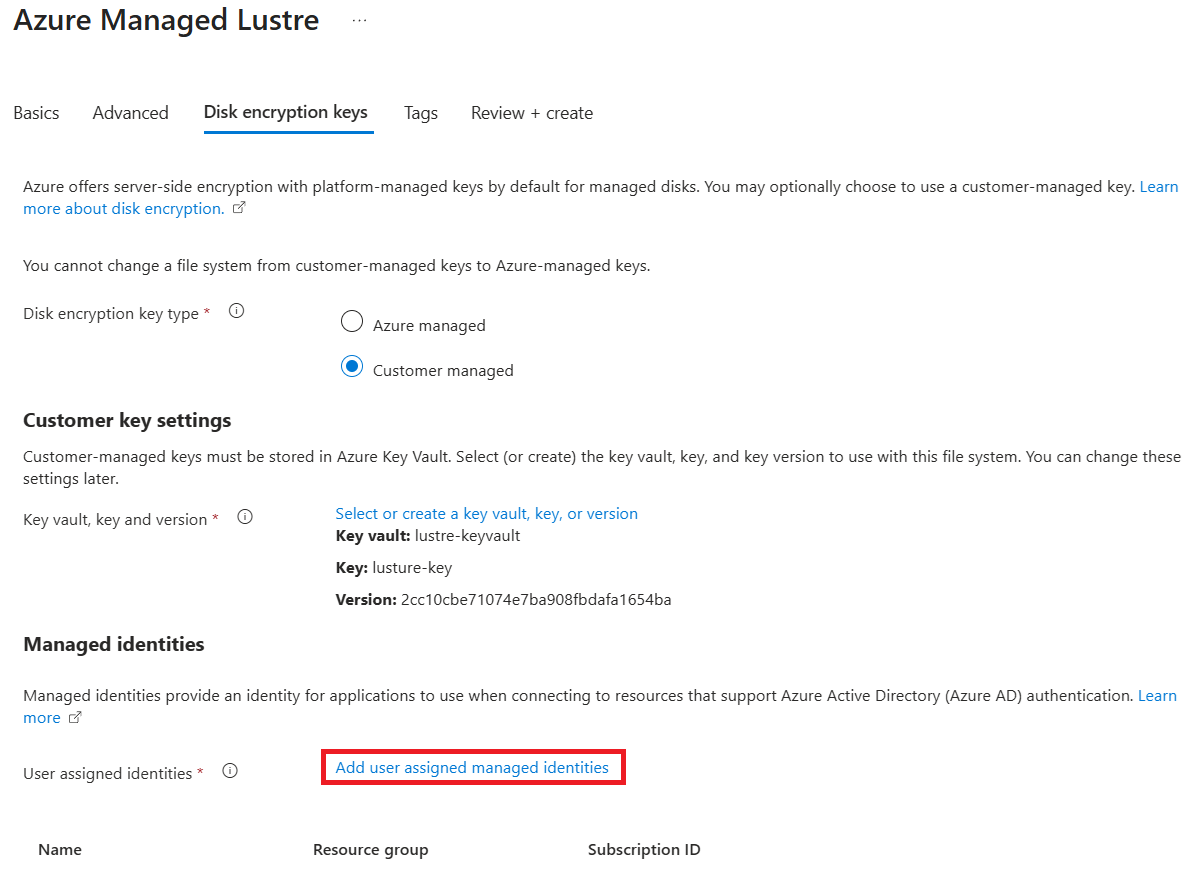 Azure Managed Lustre ...
Basics Advanced Disk encryption keys Tags Review + create
Azure offers server-side encryption with platform-managed keys by default for managed disks. You may optionally choose to use a customer-managed key. Learn
more about disk encryption.
You cannot change a file system from customer-managed keys to Azure-managed keys.
Disk encryption key type *
Azure managed
Customer managed
Customer key settings
Customer-managed keys must be stored in Azure Key Vault. Select (or create) the key vault, key, and key version to use with this file system. You can change these
settings later.
Key vault, key and version *
Select or create a key vault, key, or version
Key vault: lustre-keyvault
Key: lusture-key
Version: 2cc10cbe71074e7ba908fbdafa1654ba
Managed identities
Managed identities provide an identity for applications to use when connecting to resources that support Azure Active Directory (Azure AD) authentication. Learn
more
User assigned identities *
Add user assigned managed identities
Name Resource group Subscription ID